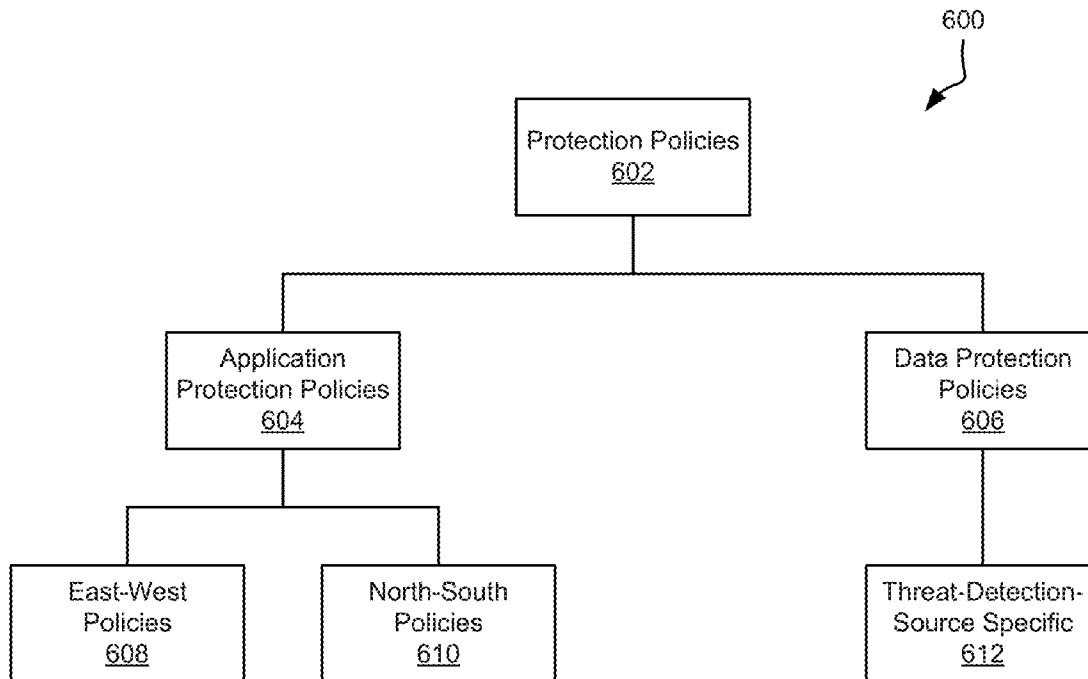 600
Protection Policies
602
Application
Protection Policies
604
Data Protection
Policies
606
East-West
Policies
608
North-South
Policies
610
Threat-Detection-
Source Specific
612